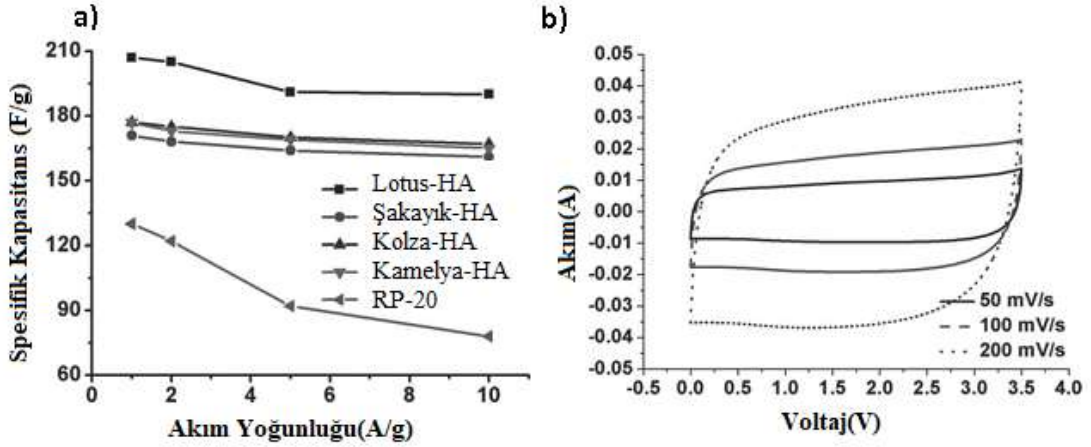 a)
Spesifik Kapasitans (F/g)
210
180
150
120
90
60
Lotus-HA
Şakayık-HA
Kolza-HA
Kamelya-HA
RP-20
0 2 4 6 8 10
Akım Yoğunluğu(A/g)
b)
Akım(A)
0.05
0.04
0.03
0.02
0.01
0.00
-0.01
-0.02
-0.03
-0.04
-0.05
50 mV/s
100 mV/s
200 mV/s
-0.5 0.0 0.5 1.0 1.5 2.0 2.5 3.0 3.5 4.0
Voltaj(V)